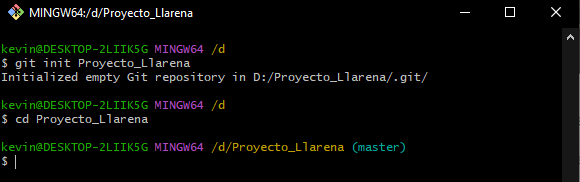 MINGW64:/d/Proyecto_Llarena
kevin@DESKTOP-2LIIK5G MINGW64 /d
$ git init Proyecto_Llarena
Initialized empty Git repository in D:/Proyecto_Llarena/.git/
kevin@DESKTOP-2LIIK5G MINGW64 /d
$ cd Proyecto_Llarena
kevin@DESKTOP-2LIIK5G MINGW64 /d/Proyecto_Llarena (master)
$